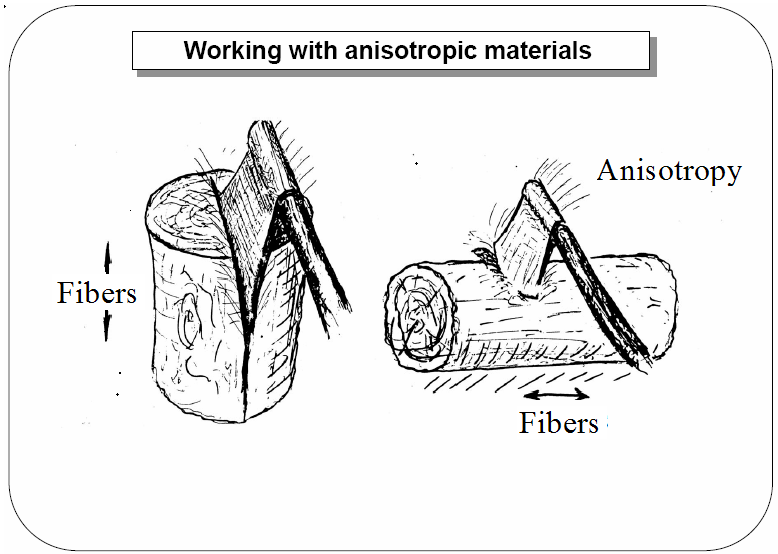 Working with anisotropic materials
Anisotropy
Fibers
Fibers